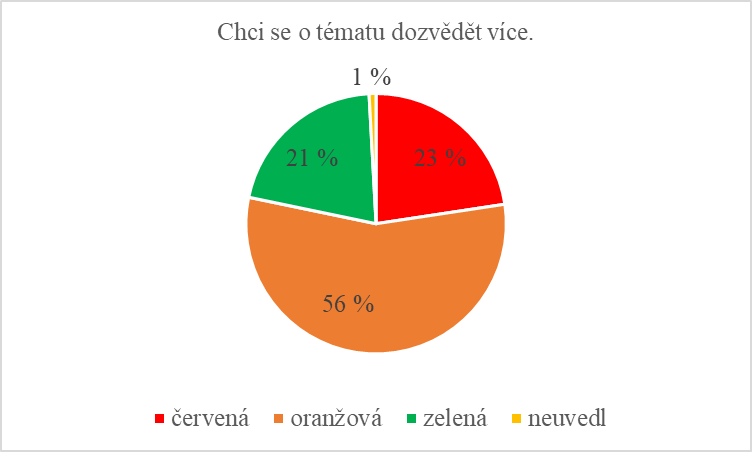 Chci se o tématu dozvědět více.
1 %
21 %
23 %
56 %
červená oranžová zelená neuvedl